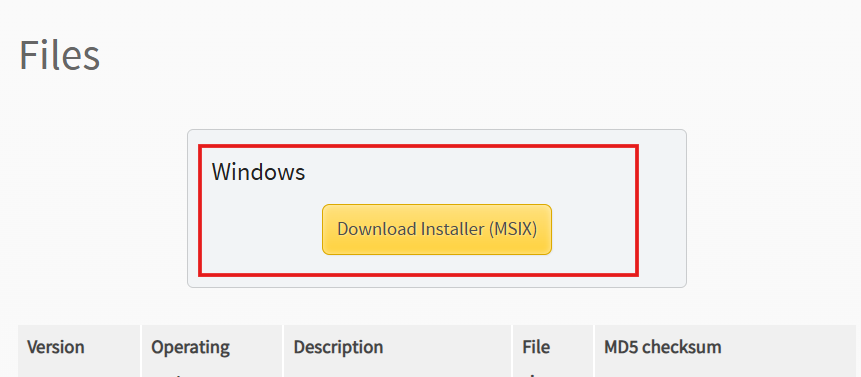 Files
Windows
Download Installer (MSIX)
Version Operating Description File MD5 checksum